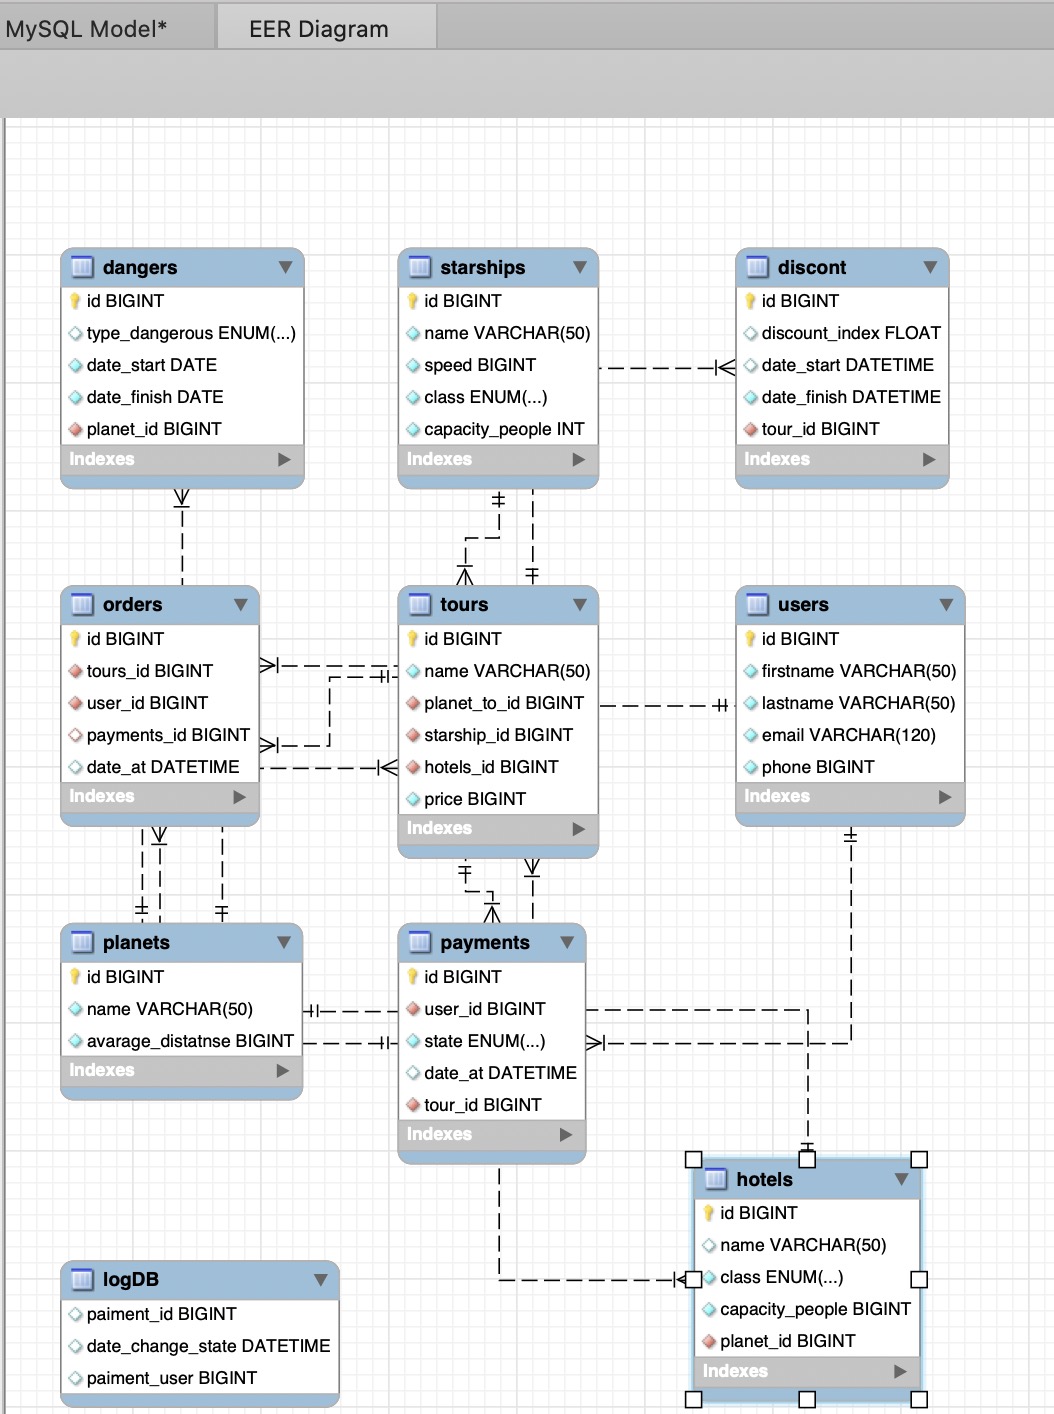 MySQL Model*
EER Diagram
dangers
id BIGINT
type_dangerous ENUM(...)
date_start DATE
date_finish DATE
planet_id BIGINT
Indexes
starships
id BIGINT
name VARCHAR(50)
speed BIGINT
class ENUM(...)
capacity_people INT
Indexes
discont
id BIGINT
discount_index FLOAT
date_start DATETIME
date_finish DATETIME
tour_id BIGINT
Indexes
orders
id BIGINT
tours_id BIGINT
user_id BIGINT
payments_id BIGINT
date_at DATETIME
Indexes
tours
id BIGINT
name VARCHAR(50)
planet_to_id BIGINT
starship_id BIGINT
hotels_id BIGINT
price BIGINT
Indexes
users
id BIGINT
firstname VARCHAR(50)
lastname VARCHAR(50)
email VARCHAR(120)
phone BIGINT
Indexes
planets
id BIGINT
name VARCHAR(50)
avarage_distatnse BIGINT
Indexes
payments
id BIGINT
user_id BIGINT
state ENUM(...)
date_at DATETIME
tour_id BIGINT
Indexes
hotels
id BIGINT
name VARCHAR(50)
class ENUM(...)
capacity_people BIGINT
planet_id BIGINT
Indexes
logDB
paiment_id BIGINT
date_change_state DATETIME
paiment_user BIGINT